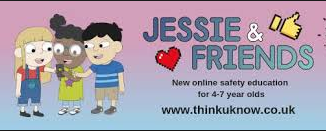 JESSIE &
FRIENDS
New online safety education
for 4-7 year olds
www.thinkuknow.co.uk